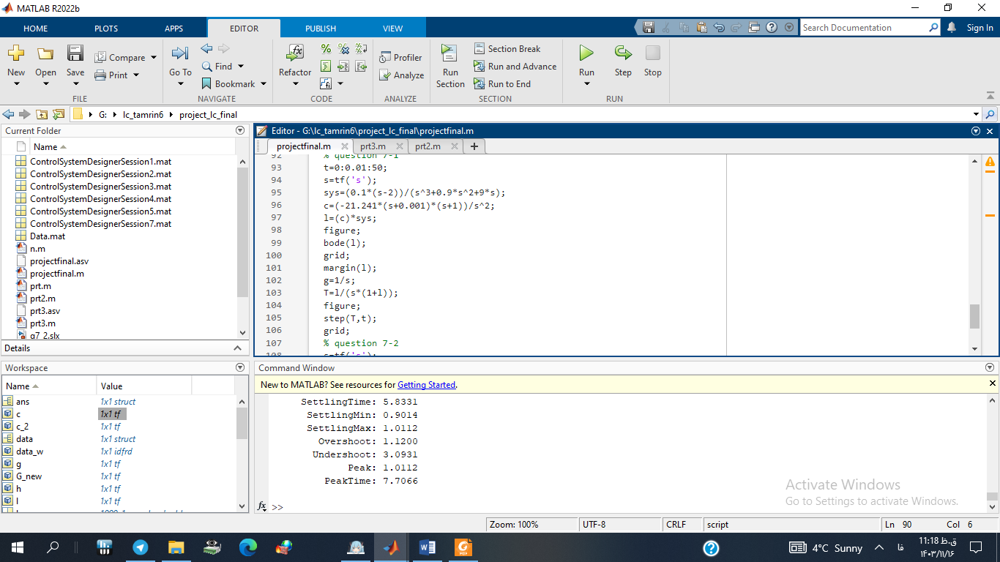 MATLAB R2022b
HOME PLOTS APPS EDITOR PUBLISH VIEW Search Documentation Sign In
New Open Save Compare Print Go To Find Bookmark Refactor Profiler Analyze Run Section Section Break Run and Advance Run to End Run Step Stop
FILE NAVIGATE CODE ANALYZE SECTION RUN
G: lc_tamrin6 project_lc_final
Current Folder
Name
ControlSystemDesignerSession1.mat
ControlSystemDesignerSession2.mat
ControlSystemDesignerSession3.mat
ControlSystemDesignerSession4.mat
ControlSystemDesignerSession5.mat
ControlSystemDesignerSession7.mat
Data.mat
n.m
projectfinal.asv
projectfinal.m
prt.m
prt2.m
prt3.asv
prt3.m
q7_2.slx
Details
Workspace
Name Value
ans 1x1 struct
c 1x1 tf
c_2 1x1 tf
data 1x1 struct
data_w 1x1 idfrd
g 1x1 tf
G_new 1x1 tf
h 1x1 tf
l 1x1 tf
Editor - G:\lc_tamrin6\project_lc_final\projectfinal.m
projectfinal.m prt3.m prt2.m
92 % question 7-1
93 t=0:0.01:50;
94 s=tf('s');
95 sys=(0.1*(s-2))/(s^3+0.9*s^2+9*s);
96 c=(-21.241*(s+0.001)*(s+1))/s^2;
97 l=(c)*sys;
98 figure;
99 bode(l);
100 grid;
101 margin(l);
102 g=1/s;
103 T=l/(s*(1+l));
104 figure;
105 step(T,t);
106 grid;
107 % question 7-2
108 s=tf('s');
Command Window
New to MATLAB? See resources for Getting Started.
SettlingTime: 5.8331
SettlingMin: 0.9014
SettlingMax: 1.0112
Overshoot: 1.1200
Undershoot: 3.0931
Peak: 1.0112
PeakTime: 7.7066
fx >>
Activate Windows
Go to Settings to activate Windows.
Zoom: 100% UTF-8 CRLF script Ln 90 Col 6
4°C Sunny فا
11:18 ق.ظ
۱۴۰۳/۱۱/۱۶